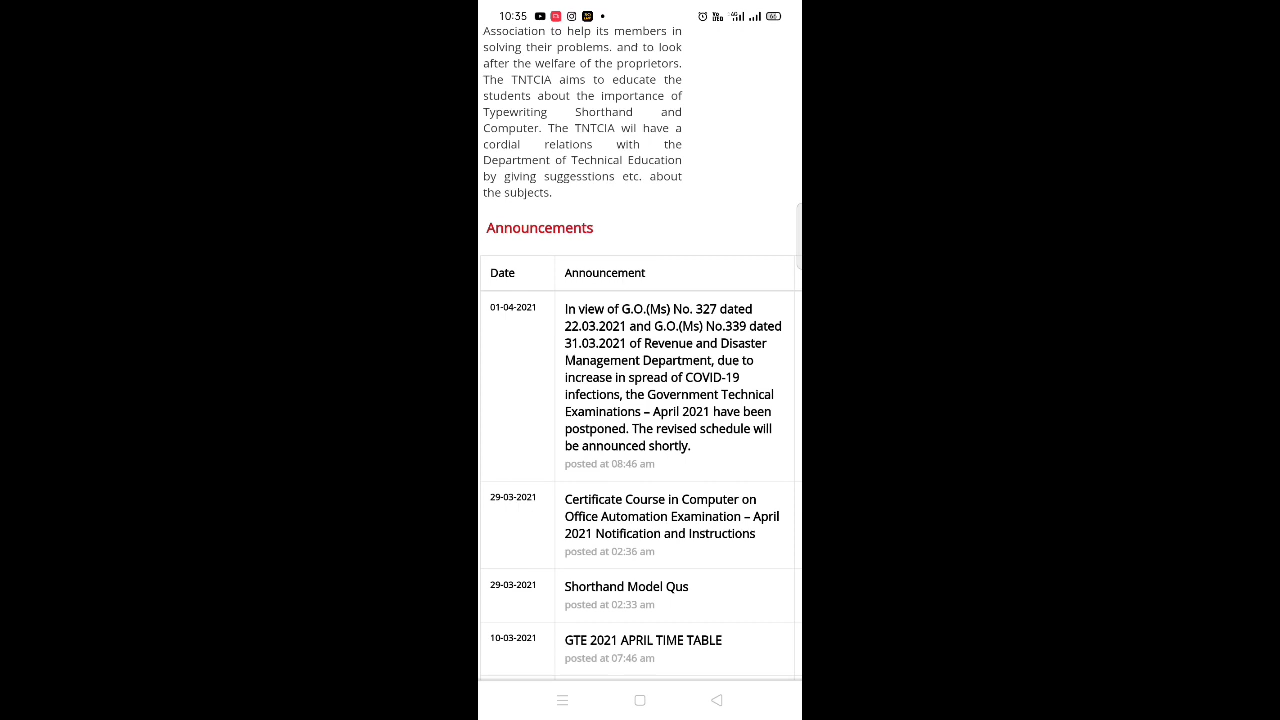 10:35
66
Association to help its members in
solving their problems. and to look
after the welfare of the proprietors.
The TNTCIA aims to educate the
students about the importance of
Typewriting Shorthand and
Computer. The TNTCIA wil have a
cordial relations with the
Department of Technical Education
by giving suggesstions etc. about
the subjects.
Announcements
Date Announcement
01-04-2021 In view of G.O.(Ms) No. 327 dated
22.03.2021 and G.O.(Ms) No.339 dated
31.03.2021 of Revenue and Disaster
Management Department, due to
increase in spread of COVID-19
infections, the Government Technical
Examinations – April 2021 have been
postponed. The revised schedule will
be announced shortly.
posted at 08:46 am
29-03-2021 Certificate Course in Computer on
Office Automation Examination – April
2021 Notification and Instructions
posted at 02:36 am
29-03-2021 Shorthand Model Qus
posted at 02:33 am
10-03-2021 GTE 2021 APRIL TIME TABLE
posted at 07:46 am